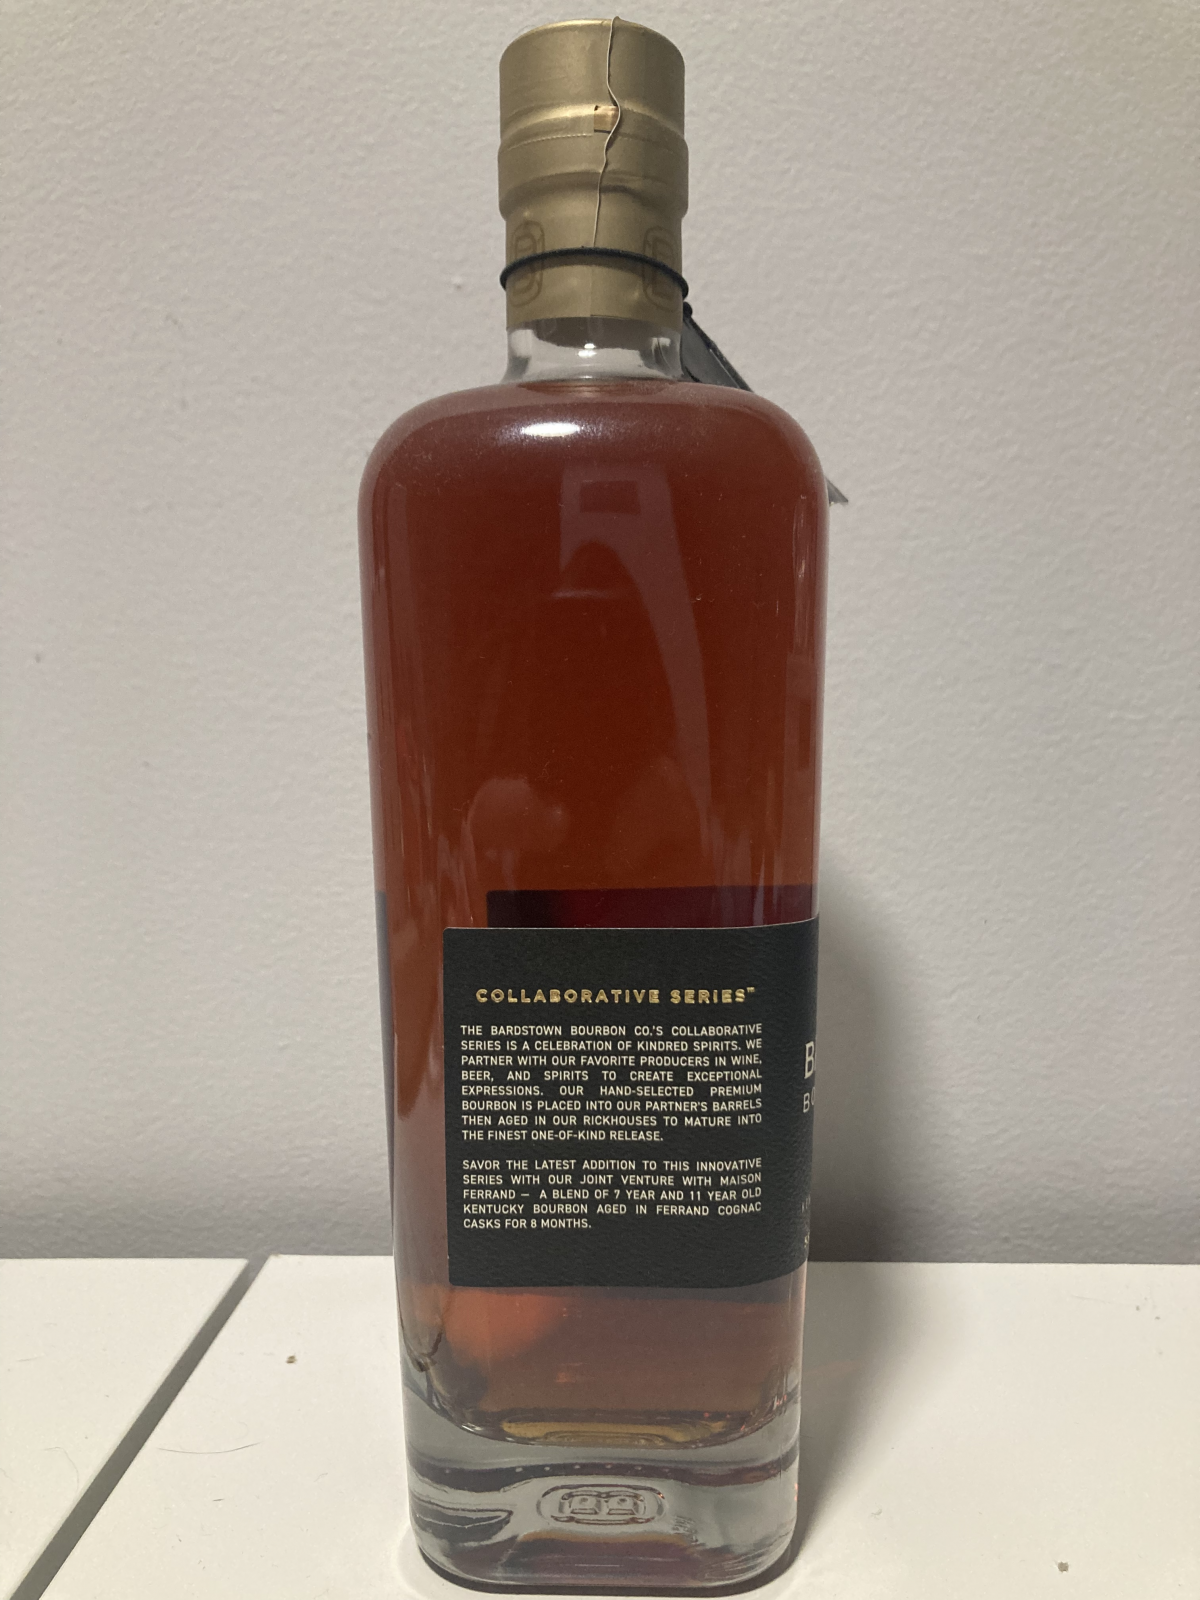 COLLABORATIVE SERIES™
THE BARDSTOWN BOURBON CO.'S COLLABORATIVE
SERIES IS A CELEBRATION OF KINDRED SPIRITS. WE
PARTNER WITH OUR FAVORITE PRODUCERS IN WINE,
BEER, AND SPIRITS TO CREATE EXCEPTIONAL
EXPRESSIONS. OUR HAND-SELECTED PREMIUM
BOURBON IS PLACED INTO OUR PARTNER'S BARRELS
THEN AGED IN OUR RICKHOUSES TO MATURE INTO
THE FINEST ONE-OF-KIND RELEASE.
SAVOR THE LATEST ADDITION TO THIS INNOVATIVE
SERIES WITH OUR JOINT VENTURE WITH MAISON
FERRAND — A BLEND OF 7 YEAR AND 11 YEAR OLD
KENTUCKY BOURBON AGED IN FERRAND COGNAC
CASKS FOR 8 MONTHS.